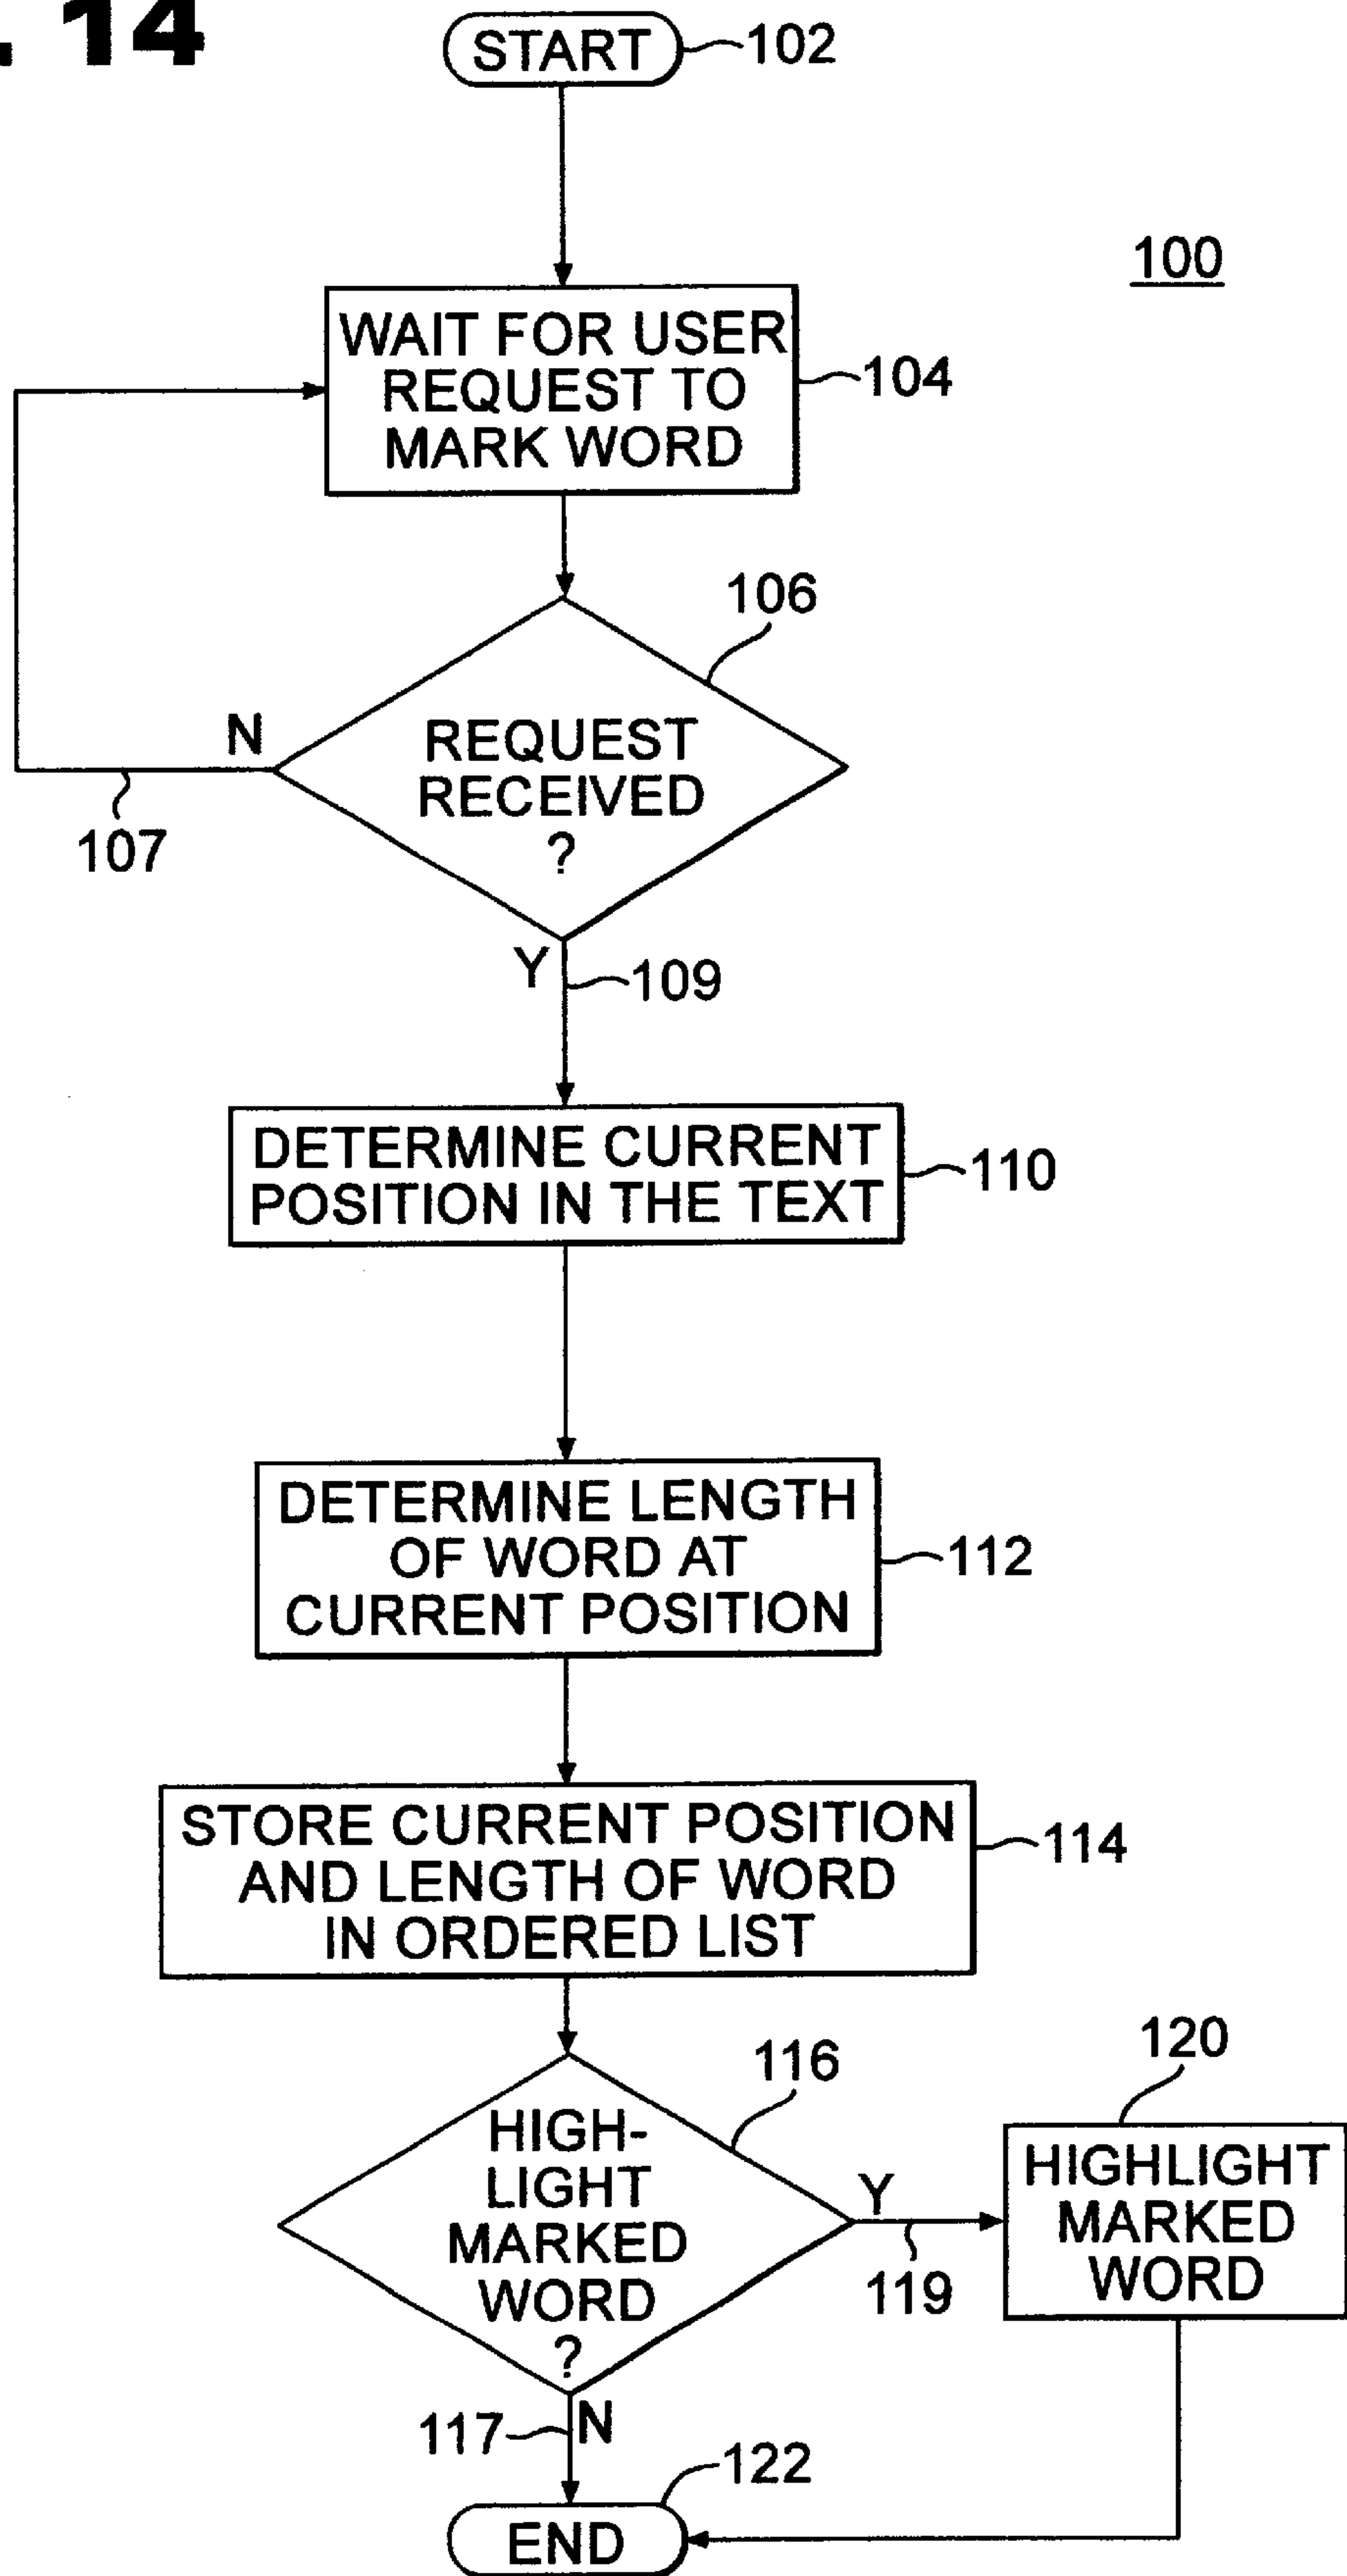 . 14
START
102
100
WAIT FOR USER
REQUEST TO
MARK WORD
104
106
REQUEST
RECEIVED
?
N
107
Y
109
DETERMINE CURRENT
POSITION IN THE TEXT
110
DETERMINE LENGTH
OF WORD AT
CURRENT POSITION
112
STORE CURRENT POSITION
AND LENGTH OF WORD
IN ORDERED LIST
114
116
HIGH-
LIGHT
MARKED
WORD
?
Y
119
120
HIGHLIGHT
MARKED
WORD
117
N
122
END